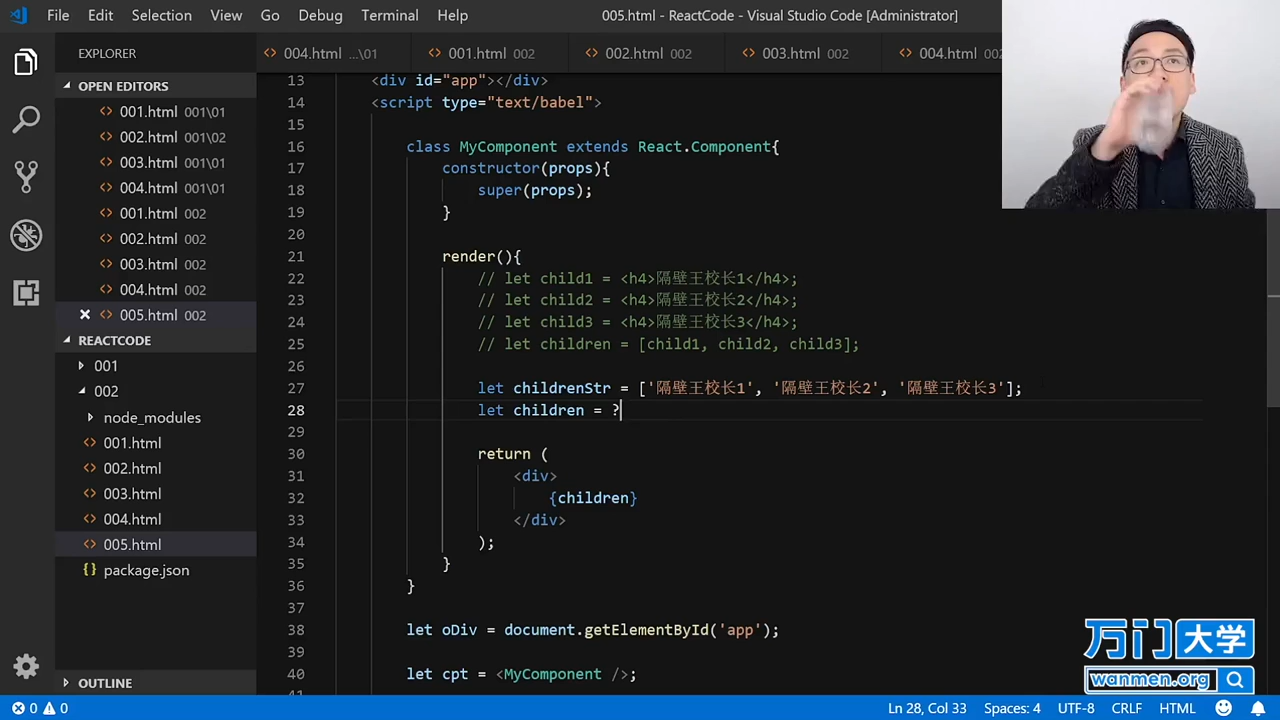 File Edit Selection View Go Debug Terminal Help 005.html - ReactCode - Visual Studio Code [Administrator]
EXPLORER
004.html ...\01 001.html 002 002.html 002 003.html 002 004.html 002
OPEN EDITORS
001.html 001\01
002.html 001\02
003.html 001\01
004.html 001\01
001.html 002
002.html 002
003.html 002
004.html 002
005.html 002
REACTCODE
001
002
node_modules
001.html
002.html
003.html
004.html
005.html
package.json
OUTLINE
13 <div id="app"></div>
14 <script type="text/babel">
15
16 class MyComponent extends React.Component{
17 constructor(props){
18 super(props);
19 }
20
21 render(){
22 // let child1 = <h4>隔壁王校长1</h4>;
23 // let child2 = <h4>隔壁王校长2</h4>;
24 // let child3 = <h4>隔壁王校长3</h4>;
25 // let children = [child1, child2, child3];
26
27 let childrenStr = ['隔壁王校长1', '隔壁王校长2', '隔壁王校长3'];
28 let children = ?
29
30 return (
31 <div>
32 {children}
33 </div>
34 );
35 }
36 }
37
38 let oDiv = document.getElementById('app');
39
40 let cpt = <MyComponent />;
万门大学
wanmen.org
0 0 Ln 28, Col 33 Spaces: 4 UTF-8 CRLF HTML